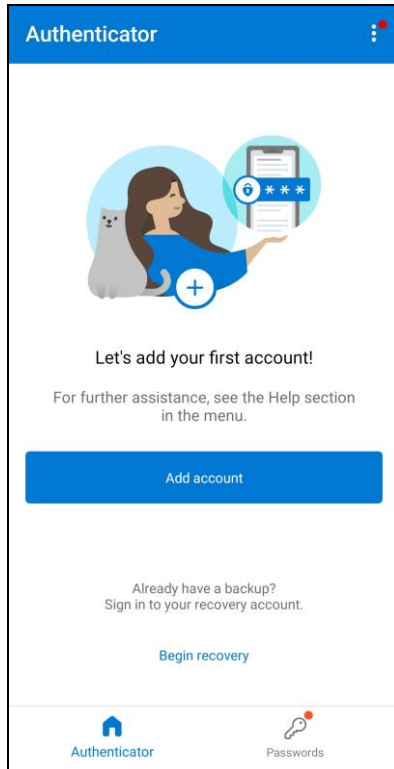 Authenticator
* * *
Let's add your first account!
For further assistance, see the Help section
in the menu.
Add account
Already have a backup?
Sign in to your recovery account.
Begin recovery
Authenticator
Passwords